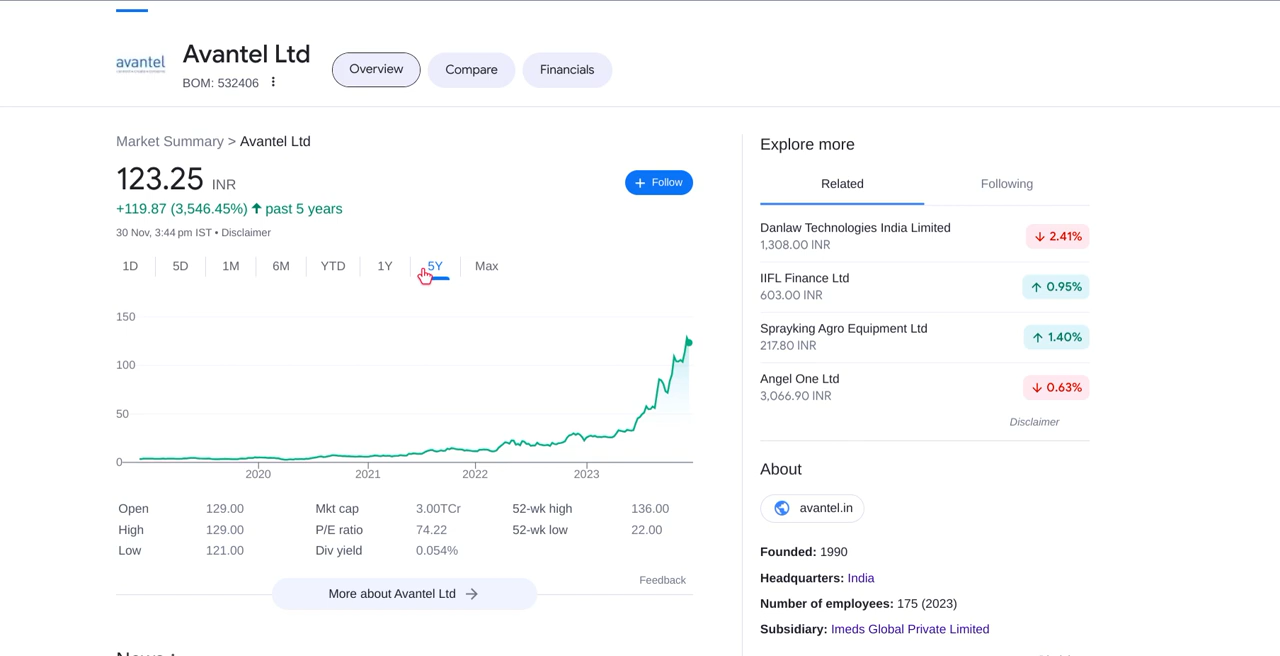 avantel
Avantel Ltd
BOM: 532406
Overview
Compare
Financials
Market Summary > Avantel Ltd
123.25 INR
+ Follow
+119.87 (3,546.45%) ↑ past 5 years
30 Nov, 3:44 pm IST • Disclaimer
1D 5D 1M 6M YTD 1Y 5Y Max
150
100
50
0
2020 2021 2022 2023
Open 129.00 Mkt cap 3.00TCr 52-wk high 136.00
High 129.00 P/E ratio 74.22 52-wk low 22.00
Low 121.00 Div yield 0.054%
Feedback
More about Avantel Ltd →
Explore more
Related Following
Danlaw Technologies India Limited
1,308.00 INR
↓ 2.41%
IIFL Finance Ltd
603.00 INR
↑ 0.95%
Sprayking Agro Equipment Ltd
217.80 INR
↑ 1.40%
Angel One Ltd
3,066.90 INR
↓ 0.63%
Disclaimer
About
avantel.in
Founded: 1990
Headquarters: India
Number of employees: 175 (2023)
Subsidiary: Imeds Global Private Limited